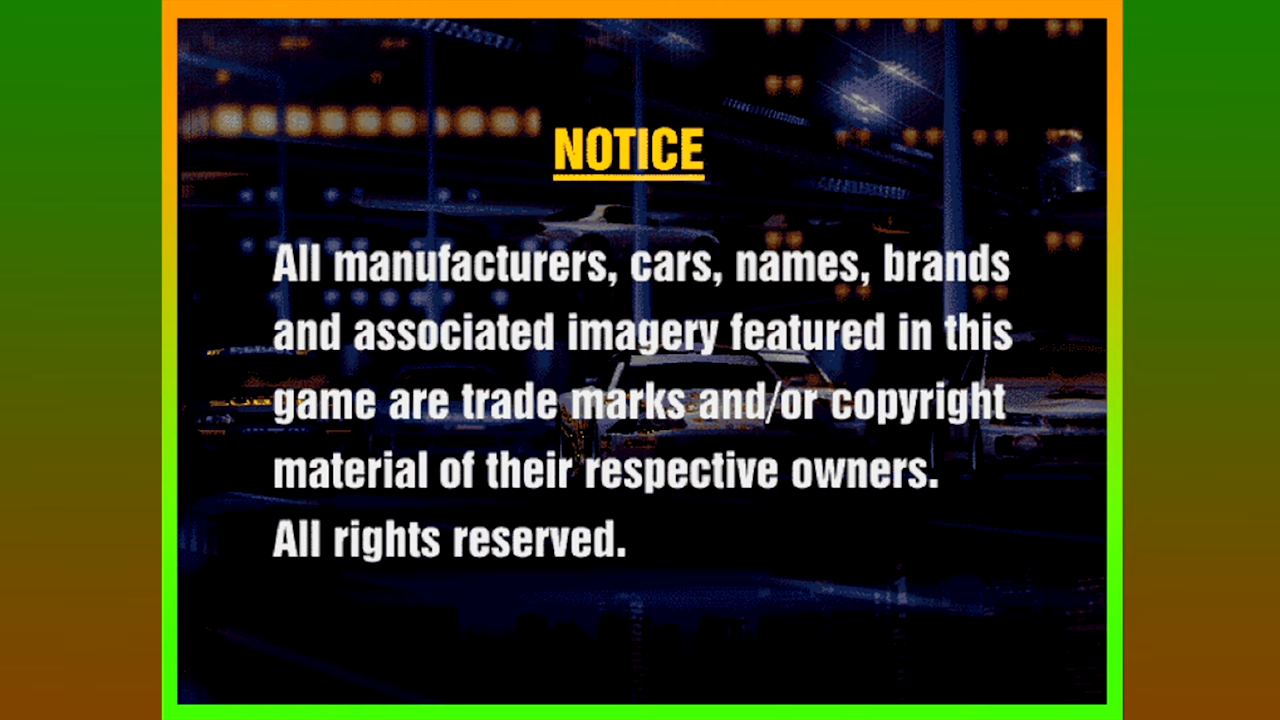 NOTICE
All manufacturers, cars, names, brands
and associated imagery featured in this
game are trade marks and/or copyright
material of their respective owners.
All rights reserved.